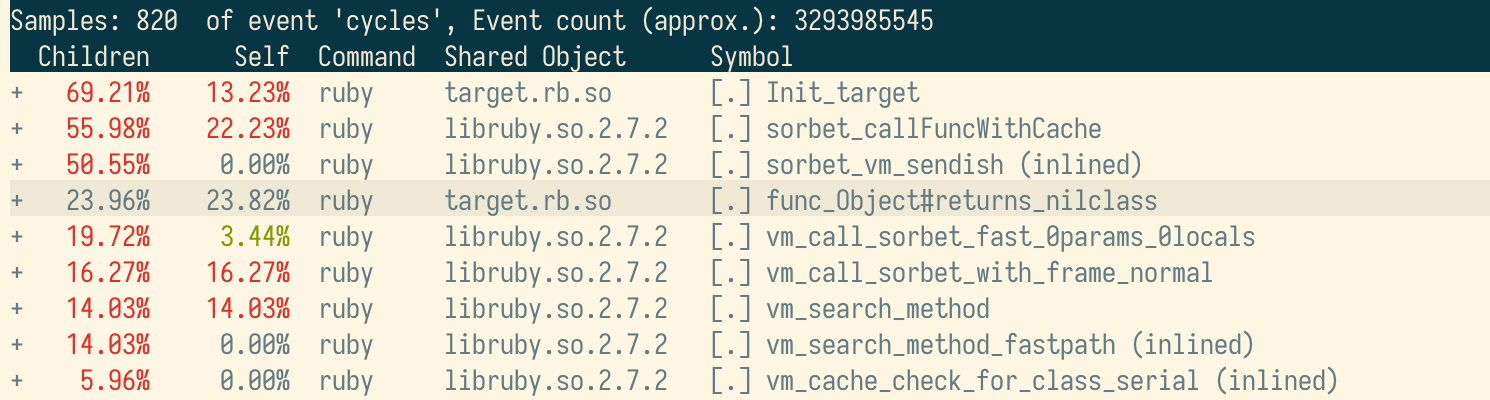 Samples: 820  of event 'cycles', Event count (approx.): 3293985545
  Children      Self  Command  Shared Object      Symbol
+   69.21%    13.23%  ruby     target.rb.so       [.] Init_target
+   55.98%    22.23%  ruby     libruby.so.2.7.2   [.] sorbet_callFuncWithCache
+   50.55%     0.00%  ruby     libruby.so.2.7.2   [.] sorbet_vm_sendish (inlined)
+   23.96%    23.82%  ruby     target.rb.so       [.] func_Object#returns_nilclass
+   19.72%     3.44%  ruby     libruby.so.2.7.2   [.] vm_call_sorbet_fast_0params_0locals
+   16.27%    16.27%  ruby     libruby.so.2.7.2   [.] vm_call_sorbet_with_frame_normal
+   14.03%    14.03%  ruby     libruby.so.2.7.2   [.] vm_search_method
+   14.03%     0.00%  ruby     libruby.so.2.7.2   [.] vm_search_method_fastpath (inlined)
+    5.96%     0.00%  ruby     libruby.so.2.7.2   [.] vm_cache_check_for_class_serial (inlined)